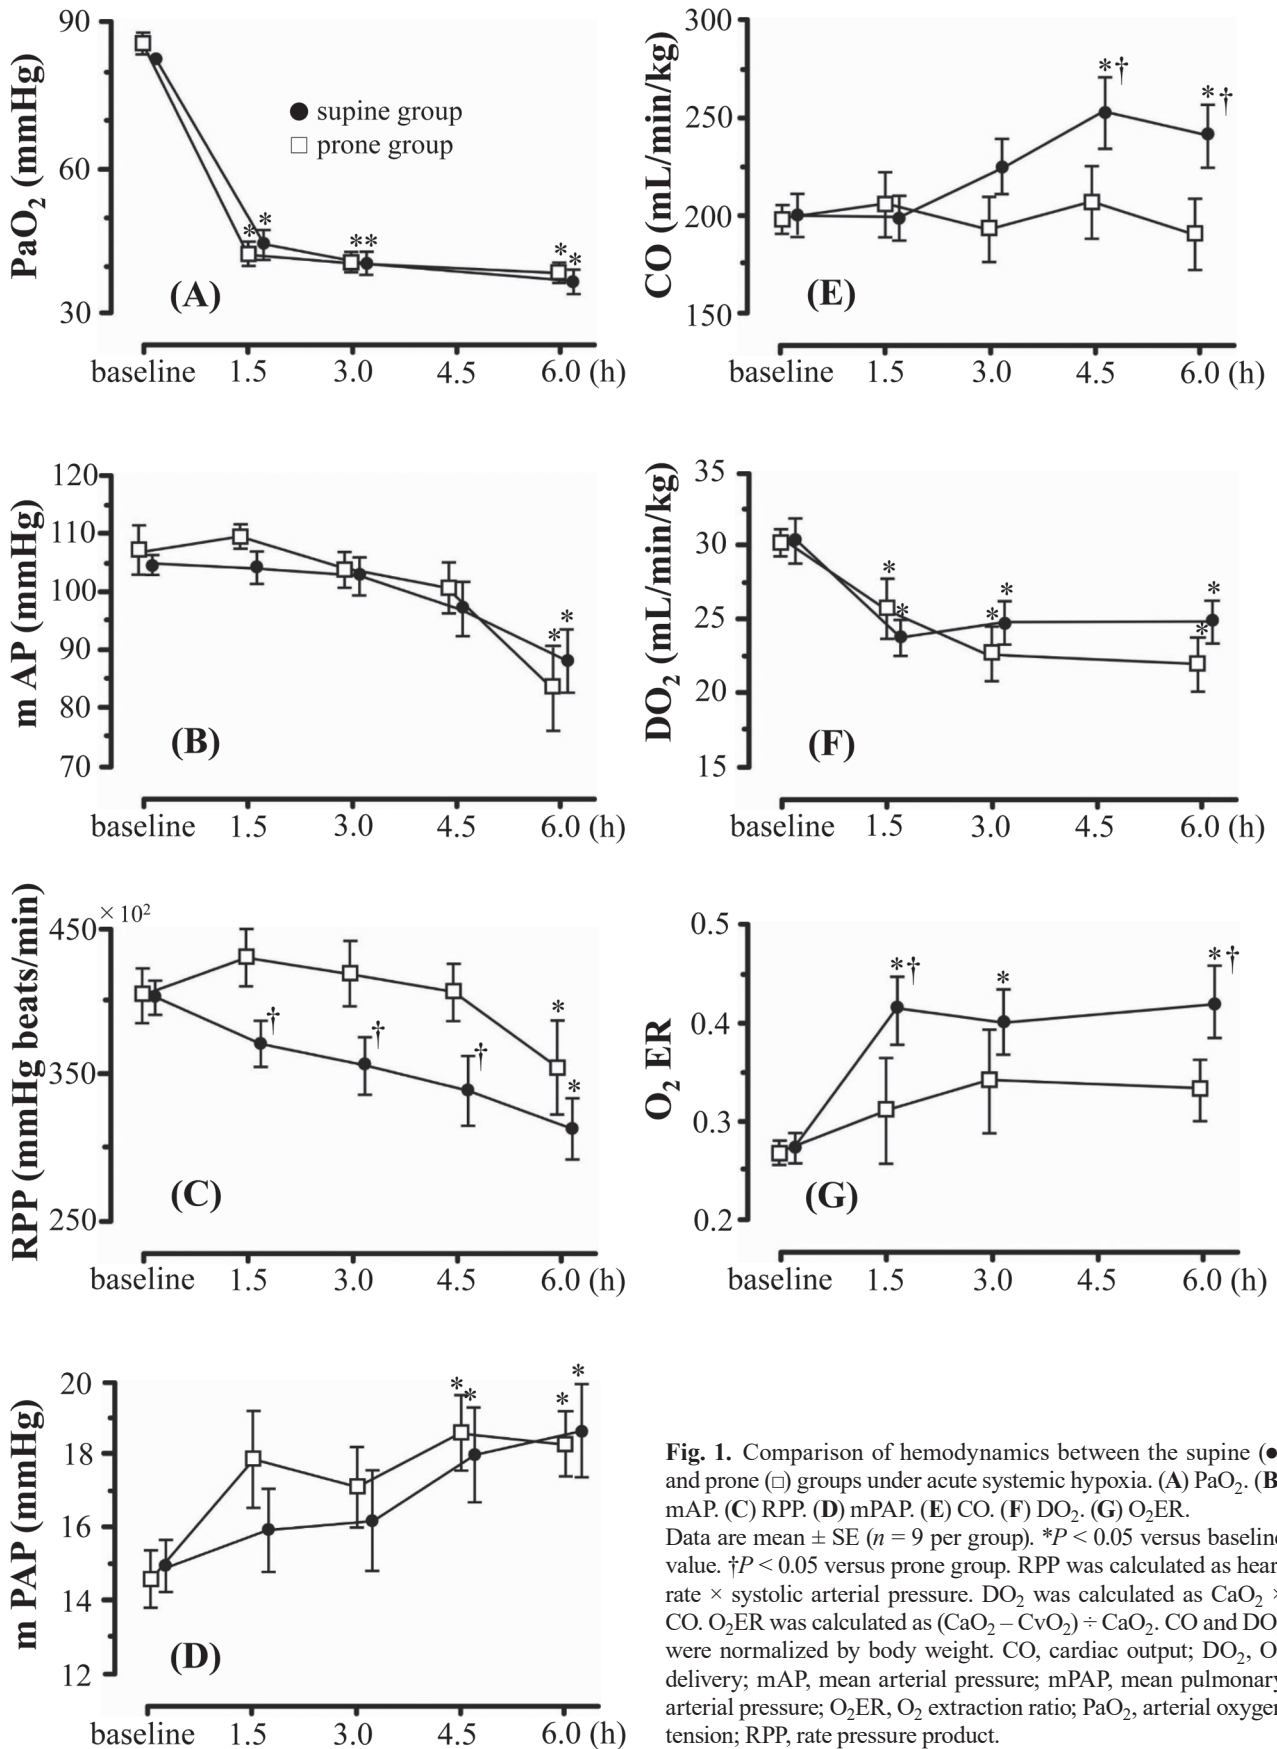 90
60
30
PaO2 (mmHg)
● supine group
□ prone group
*
*
**
*
*
(A)
baseline 1.5 3.0 4.5 6.0 (h)
300
250
200
150
CO (mL/min/kg)
*†
*†
(E)
baseline 1.5 3.0 4.5 6.0 (h)
120
110
100
90
80
70
m AP (mmHg)
*
*
(B)
baseline 1.5 3.0 4.5 6.0 (h)
35
30
25
20
15
DO2 (mL/min/kg)
*
*
*
*
*
*
(F)
baseline 1.5 3.0 4.5 6.0 (h)
× 10²
450
350
250
RPP (mmHg beats/min)
†
†
†
*
*
(C)
baseline 1.5 3.0 4.5 6.0 (h)
0.5
0.4
0.3
0.2
O2 ER
*†
*
*†
(G)
baseline 1.5 3.0 4.5 6.0 (h)
20
18
16
14
12
m PAP (mmHg)
*
*
*
*
(D)
baseline 1.5 3.0 4.5 6.0 (h)
Fig. 1. Comparison of hemodynamics between the supine (●
and prone (□) groups under acute systemic hypoxia. (A) PaO2. (B
mAP. (C) RPP. (D) mPAP. (E) CO. (F) DO2. (G) O2ER.
Data are mean ± SE (n = 9 per group). *P < 0.05 versus baseline
value. †P < 0.05 versus prone group. RPP was calculated as hear
rate × systolic arterial pressure. DO2 was calculated as CaO2 ×
CO. O2ER was calculated as (CaO2 – CvO2) ÷ CaO2. CO and DO
were normalized by body weight. CO, cardiac output; DO2, O
delivery; mAP, mean arterial pressure; mPAP, mean pulmonary
arterial pressure; O2ER, O2 extraction ratio; PaO2, arterial oxygen
tension; RPP, rate pressure product.